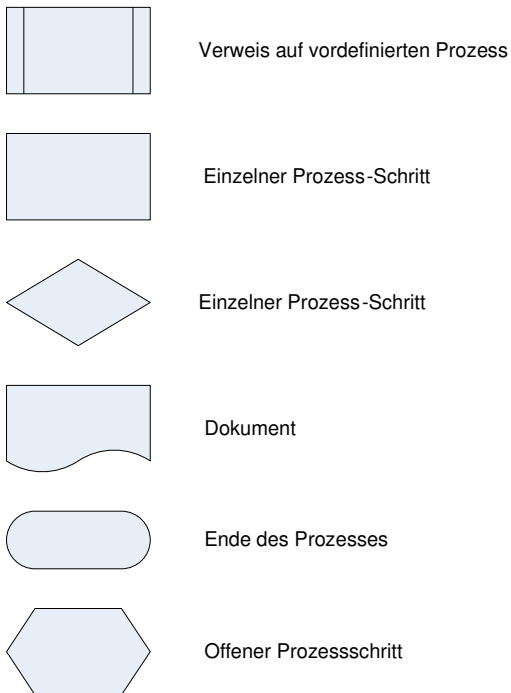 Verweis auf vordefinierten Prozess
Einzelner Prozess-Schritt
Einzelner Prozess-Schritt
Dokument
Ende des Prozesses
Offener Prozessschritt